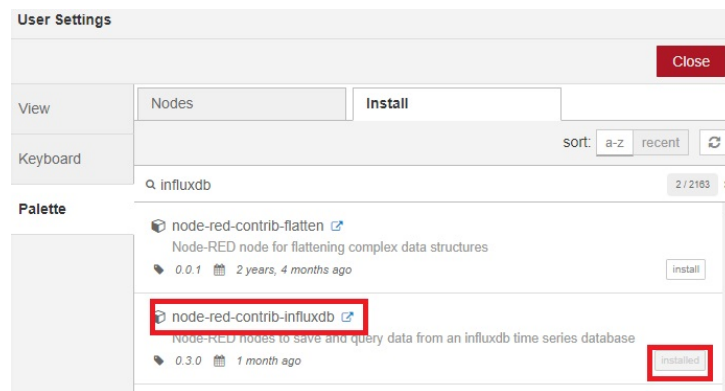 User Settings
Close
View
Keyboard
Palette
Nodes
Install
sort: a-z recent
influxdb
2 / 2163
node-red-contrib-flatten
Node-RED node for flattening complex data structures
0.0.1 2 years, 4 months ago
install
node-red-contrib-influxdb
Node-RED nodes to save and query data from an influxdb time series database
0.3.0 1 month ago
installed